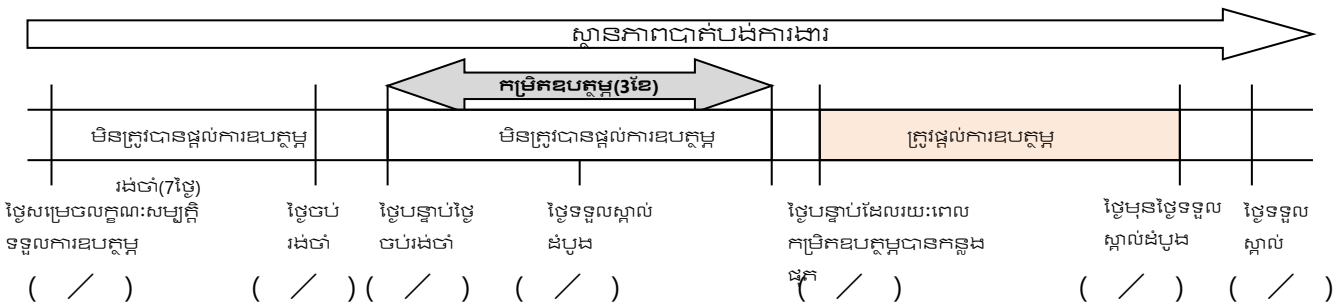 ស្ថានភាពបាត់បង់ការងារ
កម្រិតឧបត្ថម្ភ(3ខែ)
មិនត្រូវបានផ្តល់ការឧបត្ថម្ភ
មិនត្រូវបានផ្តល់ការឧបត្ថម្ភ
ត្រូវផ្តល់ការឧបត្ថម្ភ
រង់ចាំ(7ថ្ងៃ)
ថ្ងៃសម្រេចលក្ខណៈសម្បត្តិ
ទទួលការឧបត្ថម្ភ
( ／ )
ថ្ងៃចប់
រង់ចាំ
( ／ )
ថ្ងៃបន្ទាប់ថ្ងៃ
ចប់រង់ចាំ
( ／ )
ថ្ងៃទទួលស្គាល់
ដំបូង
( ／ )
ថ្ងៃបន្ទាប់ដែលរយៈពេល
កម្រិតឧបត្ថម្ភបានកន្លង
ផុត
( ／ )
ថ្ងៃមុនថ្ងៃទទួល
ស្គាល់ដំបូង
( ／ )
ថ្ងៃទទួល
ស្គាល់
( ／ )